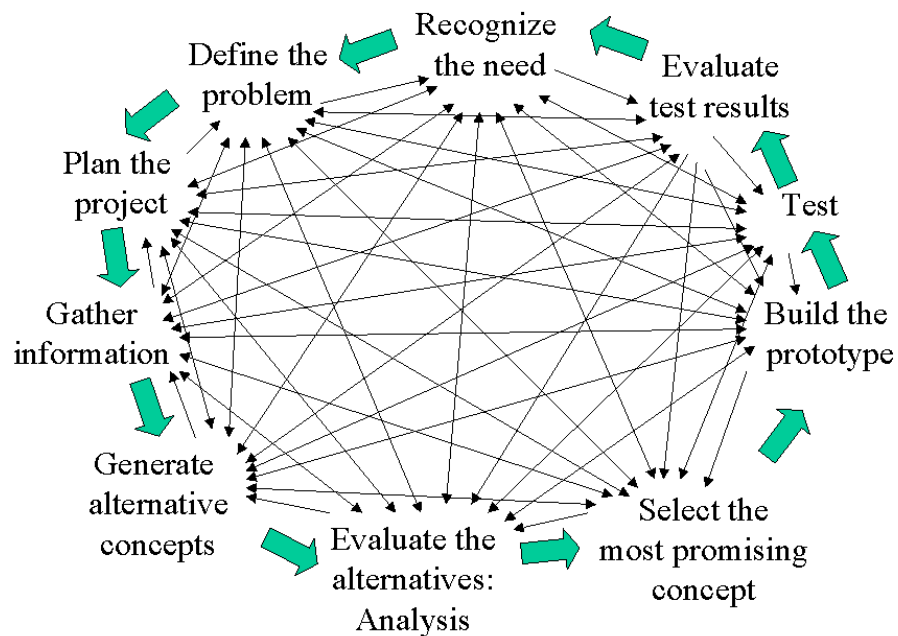 Recognize
the need
Define the
problem
Plan the
project
Gather
information
Generate
alternative
concepts
Evaluate the
alternatives:
Analysis
Select the
most promising
concept
Build the
prototype
Test
Evaluate
test results